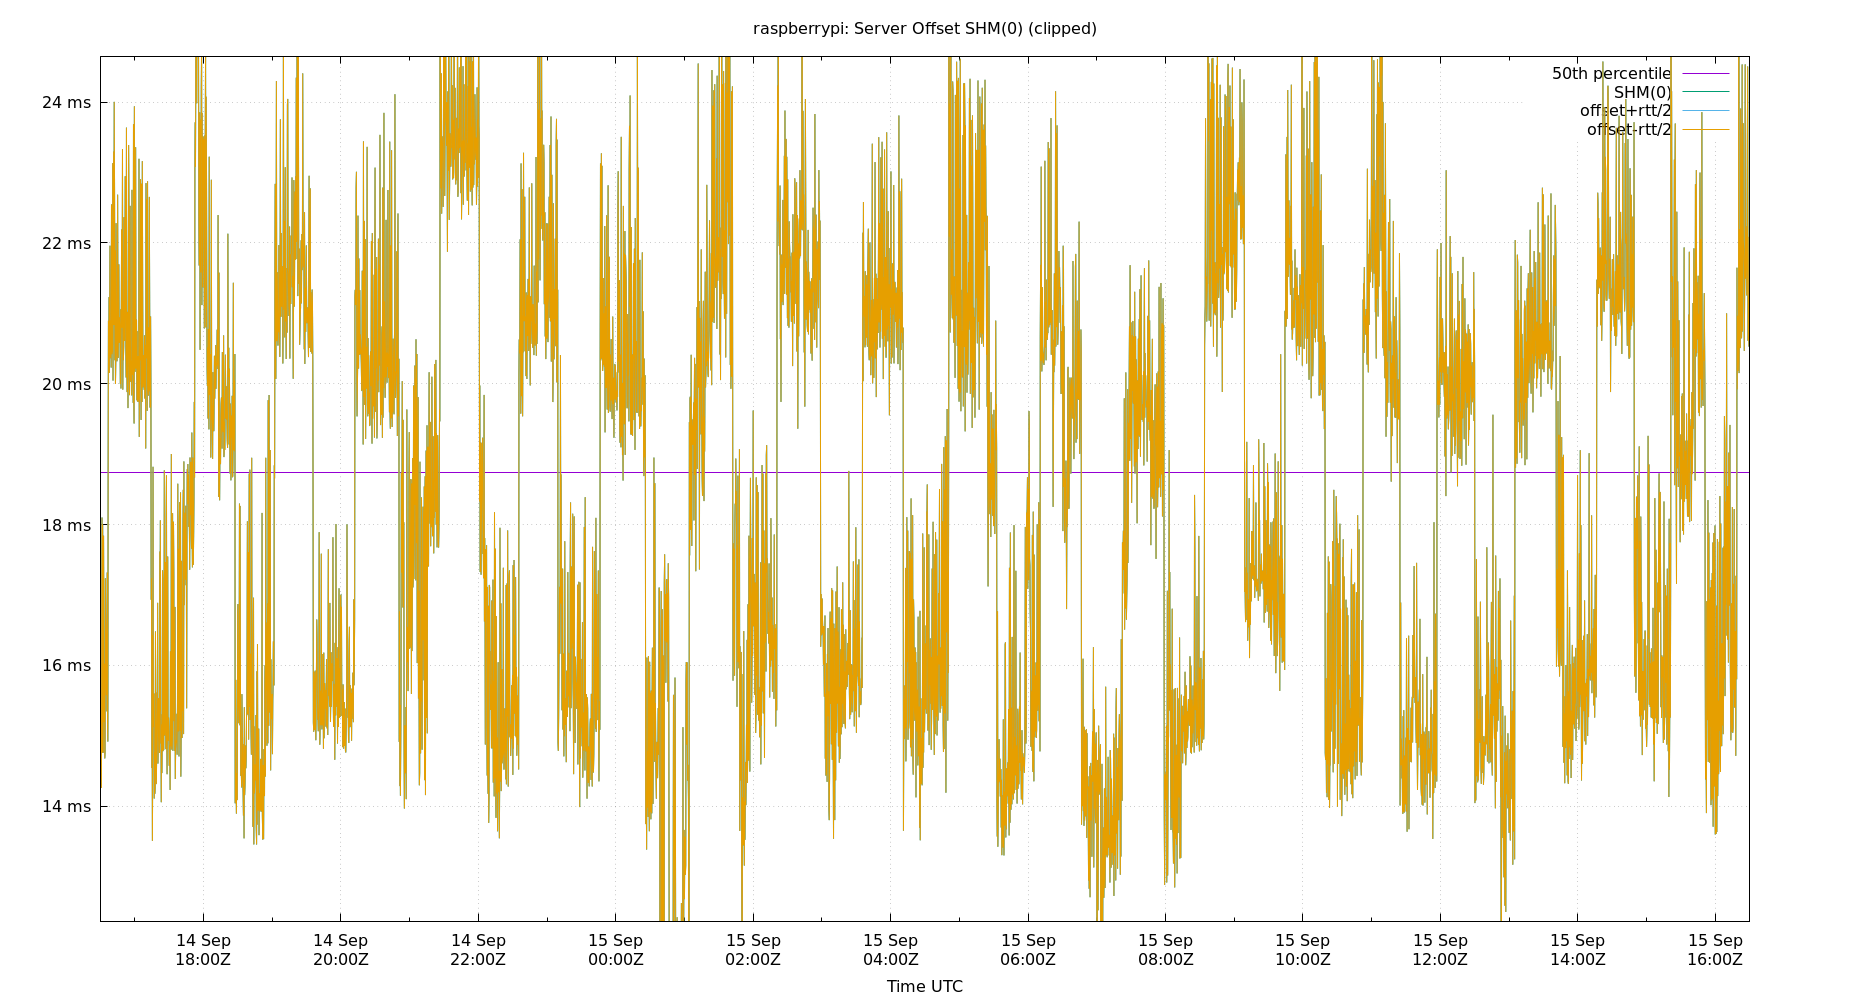 raspberrypi: Server Offset SHM(0) (clipped)
50th percentile
SHM(0)
offset+rtt/2
offset-rtt/2
24 ms
22 ms
20 ms
18 ms
16 ms
14 ms
14 Sep 14 Sep 14 Sep 15 Sep 15 Sep 15 Sep 15 Sep 15 Sep 15 Sep 15 Sep 15 Sep 15 Sep
18:00Z 20:00Z 22:00Z 00:00Z 02:00Z 04:00Z 06:00Z 08:00Z 10:00Z 12:00Z 14:00Z 16:00Z
Time UTC